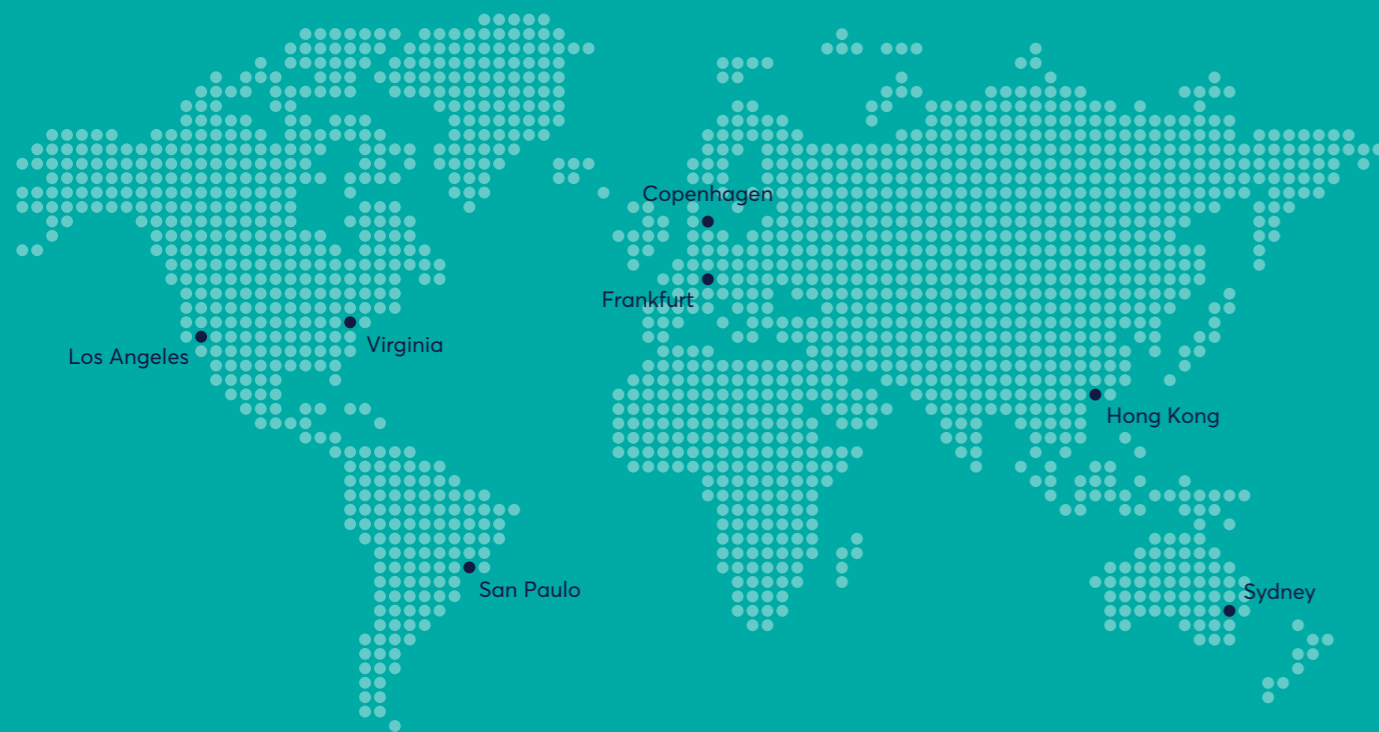 Copenhagen
Frankfurt
Virginia
Los Angeles
Hong Kong
San Paulo
Sydney